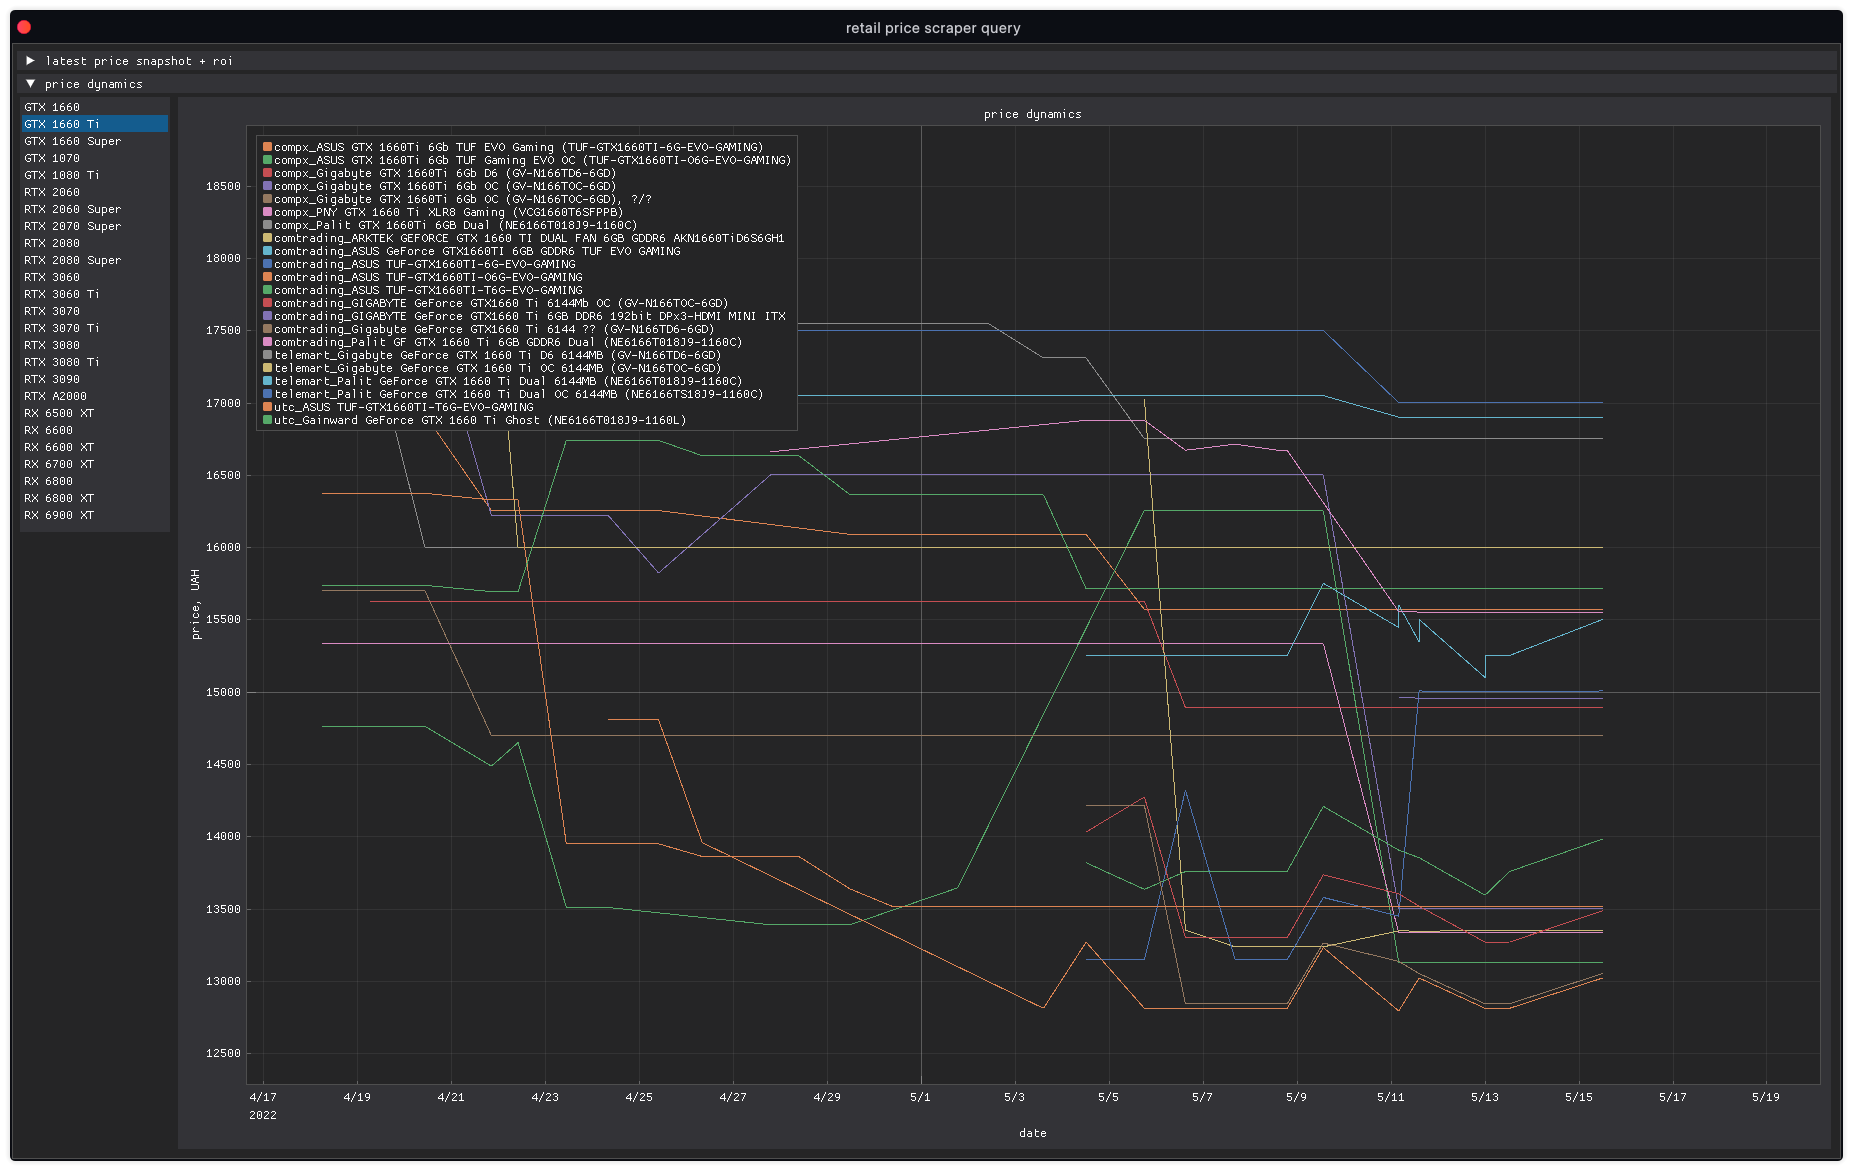 retail price scraper query
latest price snapshot + roi
price dynamics
GTX 1660
GTX 1660 Ti
GTX 1660 Super
GTX 1070
GTX 1080 Ti
RTX 2060
RTX 2060 Super
RTX 2070 Super
RTX 2080
RTX 2080 Super
RTX 3060
RTX 3060 Ti
RTX 3070
RTX 3070 Ti
RTX 3080
RTX 3080 Ti
RTX 3090
RTX A2000
RX 6500 XT
RX 6600
RX 6600 XT
RX 6700 XT
RX 6800
RX 6800 XT
RX 6900 XT
price dynamics
compx_ASUS GTX 1660Ti 6Gb TUF EVO Gaming (TUF-GTX1660TI-6G-EVO-GAMING)
compx_ASUS GTX 1660Ti 6Gb TUF Gaming EVO OC (TUF-GTX1660TI-O6G-EVO-GAMING)
compx_Gigabyte GTX 1660Ti 6Gb D6 (GV-N166TD6-6GD)
compx_Gigabyte GTX 1660Ti 6Gb OC (GV-N166TOC-6GD)
compx_Gigabyte GTX 1660Ti 6Gb OC (GV-N166TOC-6GD), ?/?
compx_PNY GTX 1660 Ti XLR8 Gaming (VCG1660T6SFPPB)
compx_Palit GTX 1660Ti 6GB Dual (NE6166T018J9-1160C)
comtrading_ARKTEK GEFORCE GTX 1660 TI DUAL FAN 6GB GDDR6 AKN1660TiD6S6GH1
comtrading_ASUS GeForce GTX1660TI 6GB GDDR6 TUF EVO GAMING
comtrading_ASUS TUF-GTX1660TI-6G-EVO-GAMING
comtrading_ASUS TUF-GTX1660TI-O6G-EVO-GAMING
comtrading_ASUS TUF-GTX1660TI-T6G-EVO-GAMING
comtrading_GIGABYTE GeForce GTX1660 Ti 6144Mb OC (GV-N166TOC-6GD)
comtrading_GIGABYTE GeForce GTX1660 Ti 6GB DDR6 192bit DPx3-HDMI MINI ITX
comtrading_Gigabyte GeForce GTX1660 Ti 6144 ?? (GV-N166TD6-6GD)
comtrading_Palit GF GTX 1660 Ti 6GB GDDR6 Dual (NE6166T018J9-1160C)
telemart_Gigabyte GeForce GTX 1660 Ti D6 6144MB (GV-N166TD6-6GD)
telemart_Gigabyte GeForce GTX 1660 Ti OC 6144MB (GV-N166TOC-6GD)
telemart_Palit GeForce GTX 1660 Ti Dual 6144MB (NE6166T018J9-1160C)
telemart_Palit GeForce GTX 1660 Ti Dual OC 6144MB (NE6166TS18J9-1160C)
utc_ASUS TUF-GTX1660TI-T6G-EVO-GAMING
utc_Gainward GeForce GTX 1660 Ti Ghost (NE6166T018J9-1160L)
18500
18000
17500
17000
16500
16000
15500
15000
14500
14000
13500
13000
12500
price, UAH
4/17 4/19 4/21 4/23 4/25 4/27 4/29 5/1 5/3 5/5 5/7 5/9 5/11 5/13 5/15 5/17 5/19
2022
date